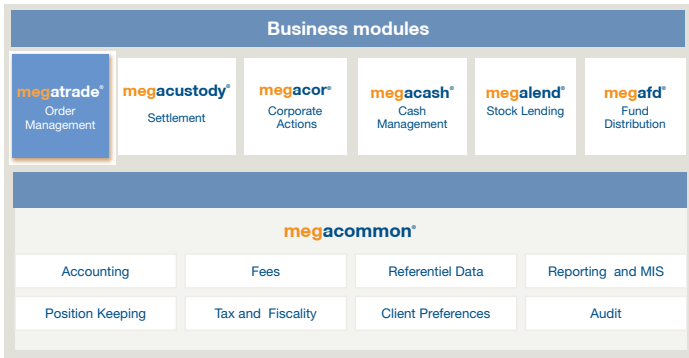 Business modules
megatrade®
Order
Management
megacustody®
Settlement
megacor®
Corporate
Actions
megacash®
Cash
Management
megalend®
Stock Lending
megafd®
Fund
Distribution
megacommon®
Accounting
Fees
Referentiel Data
Reporting and MIS
Position Keeping
Tax and Fiscality
Client Preferences
Audit